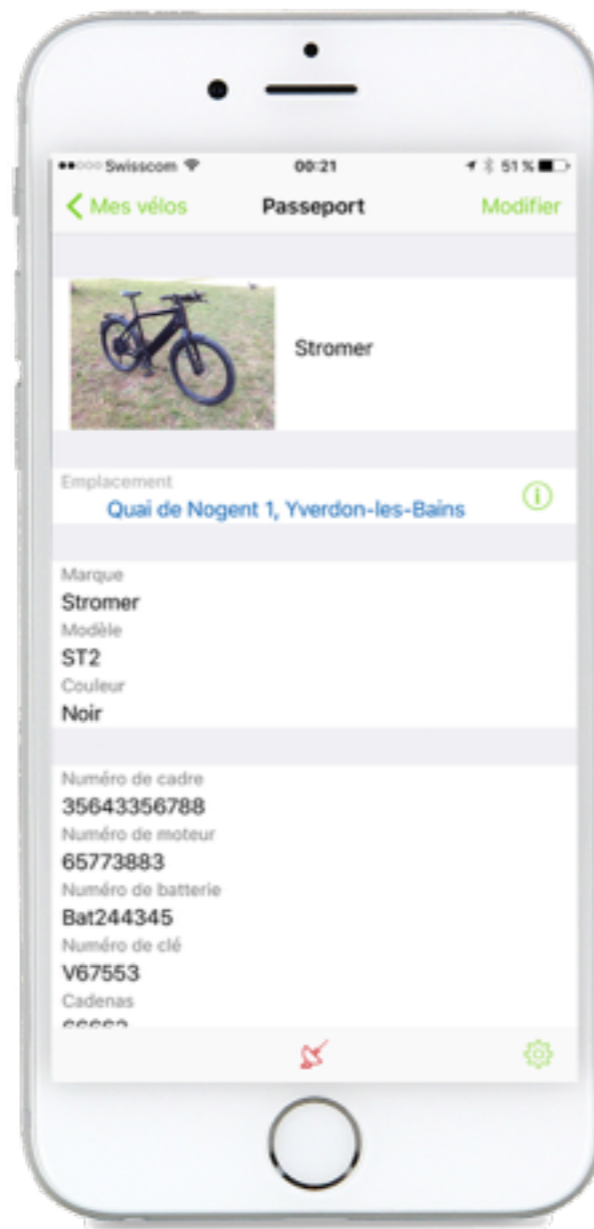 Swisscom 00:21 51 %
Mes vélos Passeport Modifier
Stromer
Emplacement
Quai de Nogent 1, Yverdon-les-Bains
Marque
Stromer
Modèle
ST2
Couleur
Noir
Numéro de cadre
35643356788
Numéro de moteur
65773883
Numéro de batterie
Bat244345
Numéro de clé
V67553
Cadenas